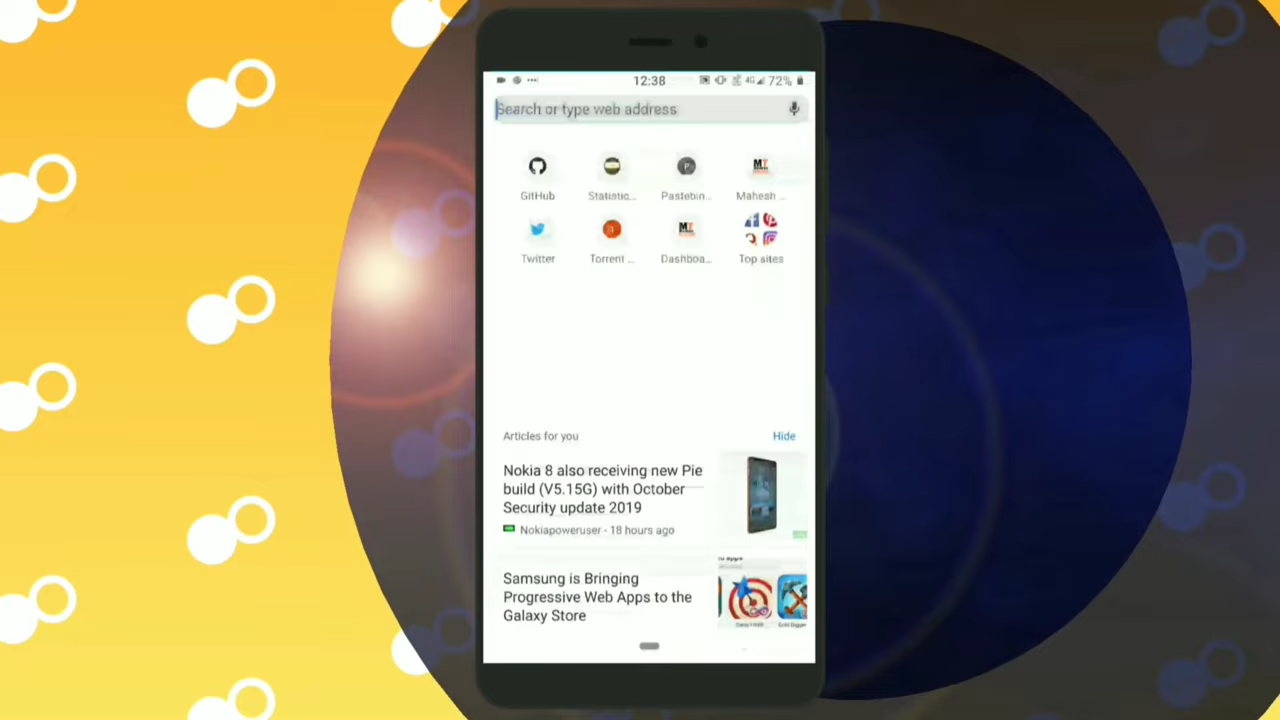 12:38 4G 72%
Search or type web address
GitHub Statistic... Pastebin... Mahesh ...
Twitter Torrent ... Dashboa... Top sites
Articles for you Hide
Nokia 8 also receiving new Pie
build (V5.15G) with October
Security update 2019
Nokiapoweruser - 18 hours ago
Samsung is Bringing
Progressive Web Apps to the
Galaxy Store